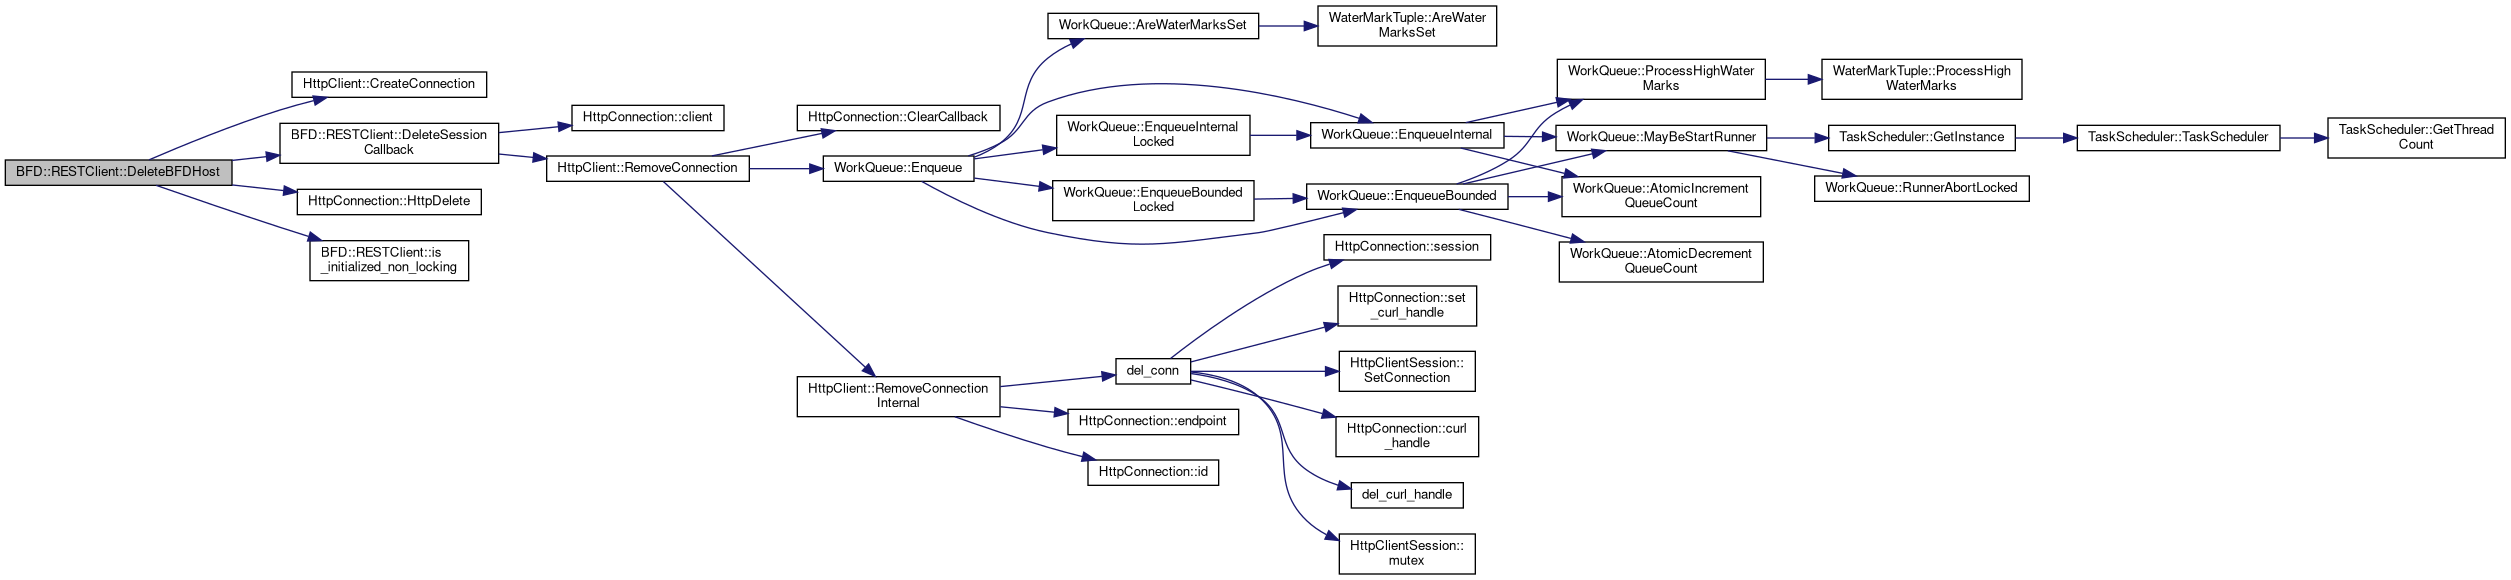 BFD::RESTClient::DeleteBFDHost
HttpClient::CreateConnection
BFD::RESTClient::DeleteSession
Callback
HttpConnection::HttpDelete
BFD::RESTClient::is
_initialized_non_locking
HttpConnection::client
HttpClient::RemoveConnection
HttpConnection::ClearCallback
WorkQueue::Enqueue
HttpClient::RemoveConnection
Internal
WorkQueue::AreWaterMarksSet
WorkQueue::EnqueueInternal
Locked
WorkQueue::EnqueueBounded
Locked
del_conn
HttpConnection::endpoint
HttpConnection::id
WaterMarkTuple::AreWater
MarksSet
WorkQueue::EnqueueInternal
WorkQueue::EnqueueBounded
HttpConnection::session
HttpConnection::set
_curl_handle
HttpClientSession::
SetConnection
HttpConnection::curl
_handle
del_curl_handle
HttpClientSession::
mutex
WorkQueue::ProcessHighWater
Marks
WorkQueue::MayBeStartRunner
WorkQueue::AtomicIncrement
QueueCount
WorkQueue::AtomicDecrement
QueueCount
WaterMarkTuple::ProcessHigh
WaterMarks
TaskScheduler::GetInstance
WorkQueue::RunnerAbortLocked
TaskScheduler::TaskScheduler
TaskScheduler::GetThread
Count